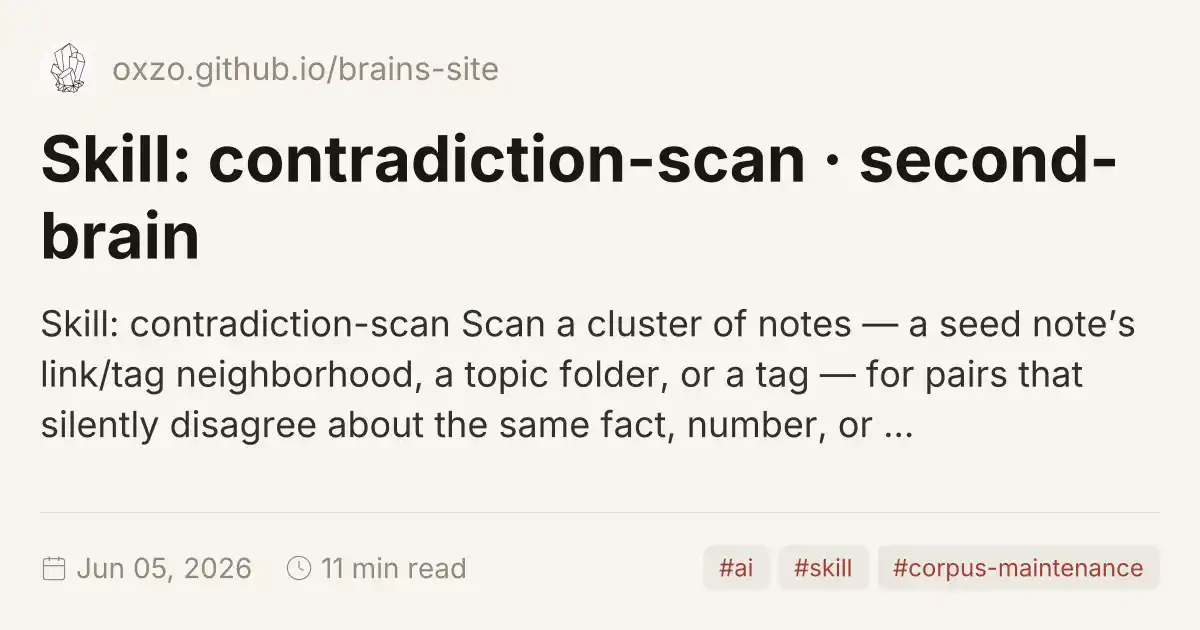 oxzo.github.io/brains-site
Skill: contradiction-scan · second-
brain
Skill: contradiction-scan Scan a cluster of notes — a seed note’s
link/tag neighborhood, a topic folder, or a tag — for pairs that
silently disagree about the same fact, number, or ...
Jun 05, 2026 11 min read #ai #skill #corpus-maintenance